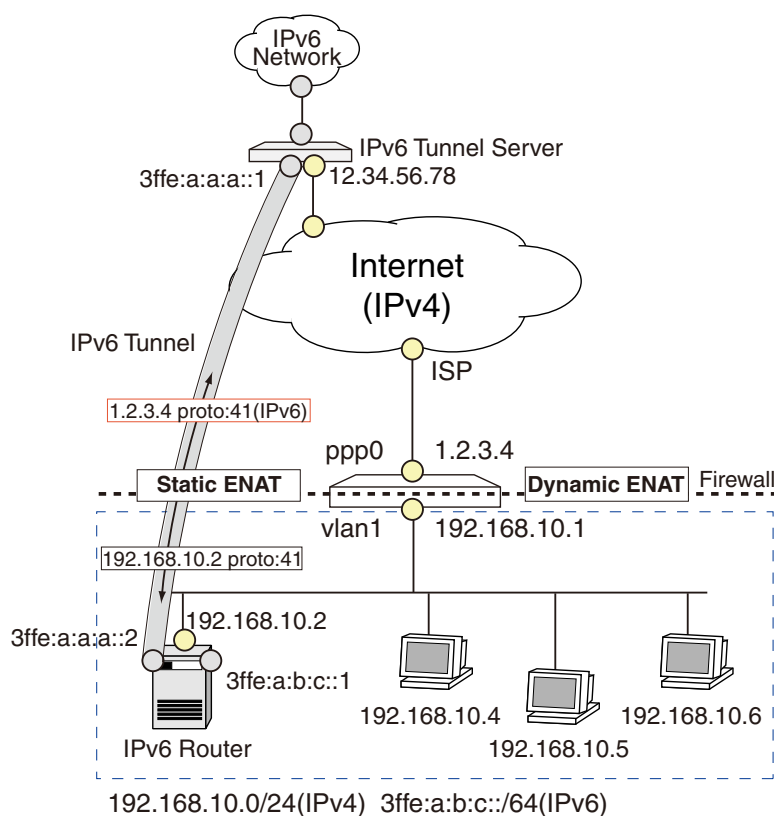 IPv6
Network
IPv6 Tunnel Server
3ffe:a:a:a::1
12.34.56.78
Internet
(IPv4)
IPv6 Tunnel
ISP
1.2.3.4 proto:41(IPv6)
ppp0
1.2.3.4
Static ENAT
Dynamic ENAT
Firewall
vlan1
192.168.10.1
192.168.10.2 proto:41
192.168.10.2
3ffe:a:a:a::2
3ffe:a:b:c::1
192.168.10.4
192.168.10.6
192.168.10.5
IPv6 Router
192.168.10.0/24(IPv4) 3ffe:a:b:c::/64(IPv6)